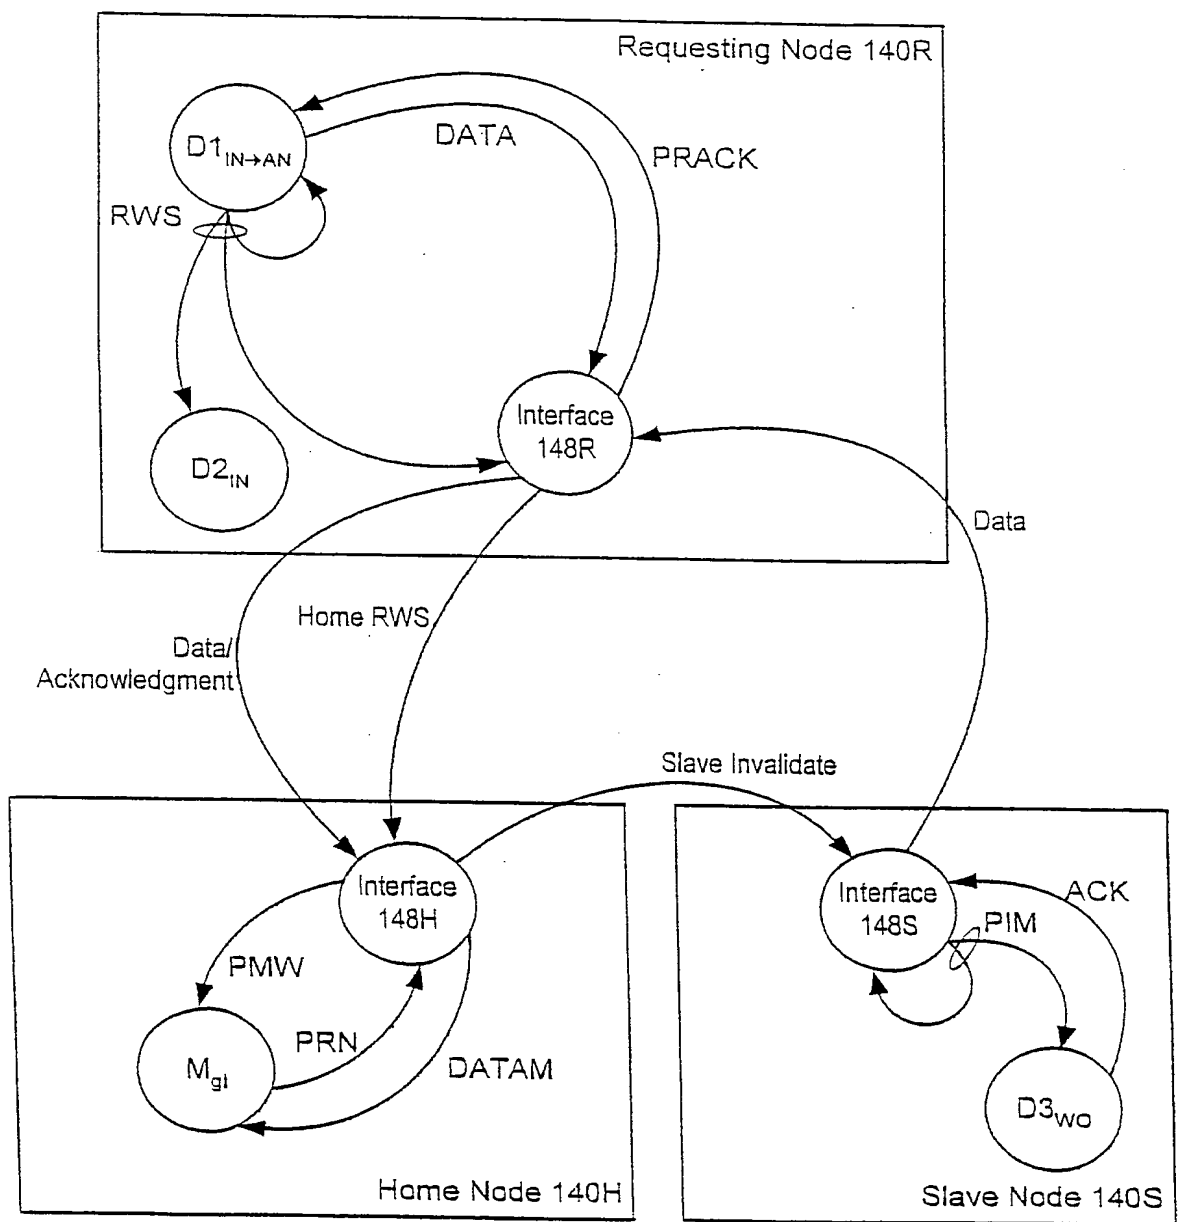 Requesting Node 140R
D1IN→AN
DATA
PRACK
RWS
Interface
148R
D2IN
Data
Home RWS
Data/
Acknowledgment
Slave Invalidate
Interface
148H
Interface
148S
ACK
PIM
PMW
PRN
MgI
DATAM
D3WO
Home Node 140H
Slave Node 140S